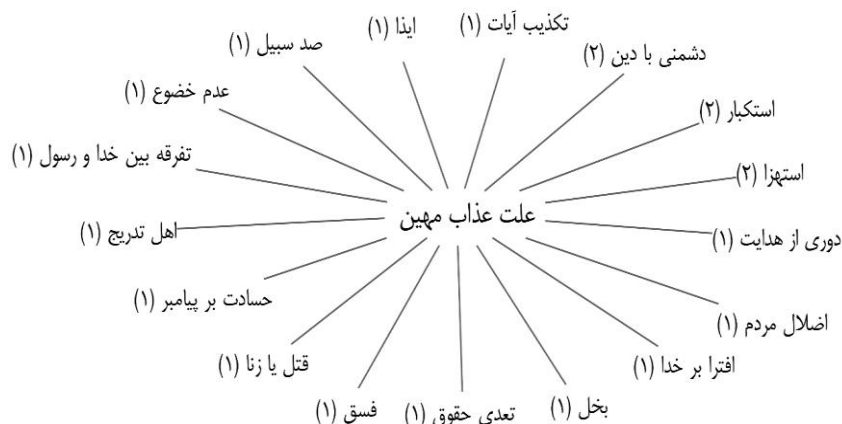 تکذیب آیات (۱)
دشمنی با دین (۲)
استکبار (۲)
استهزا (۲)
دوری از هدایت (۱)
اضلال مردم (۱)
افترا بر خدا (۱)
بخل (۱)
تعدی حقوق (۱)
فسق (۱)
قتل یا زنا (۱)
حسادت بر پیامبر (۱)
اهل تدریج (۱)
تفرقه بین خدا و رسول (۱)
عدم خضوع (۱)
صد سبیل (۱)
ایذا (۱)
علت عذاب مهین